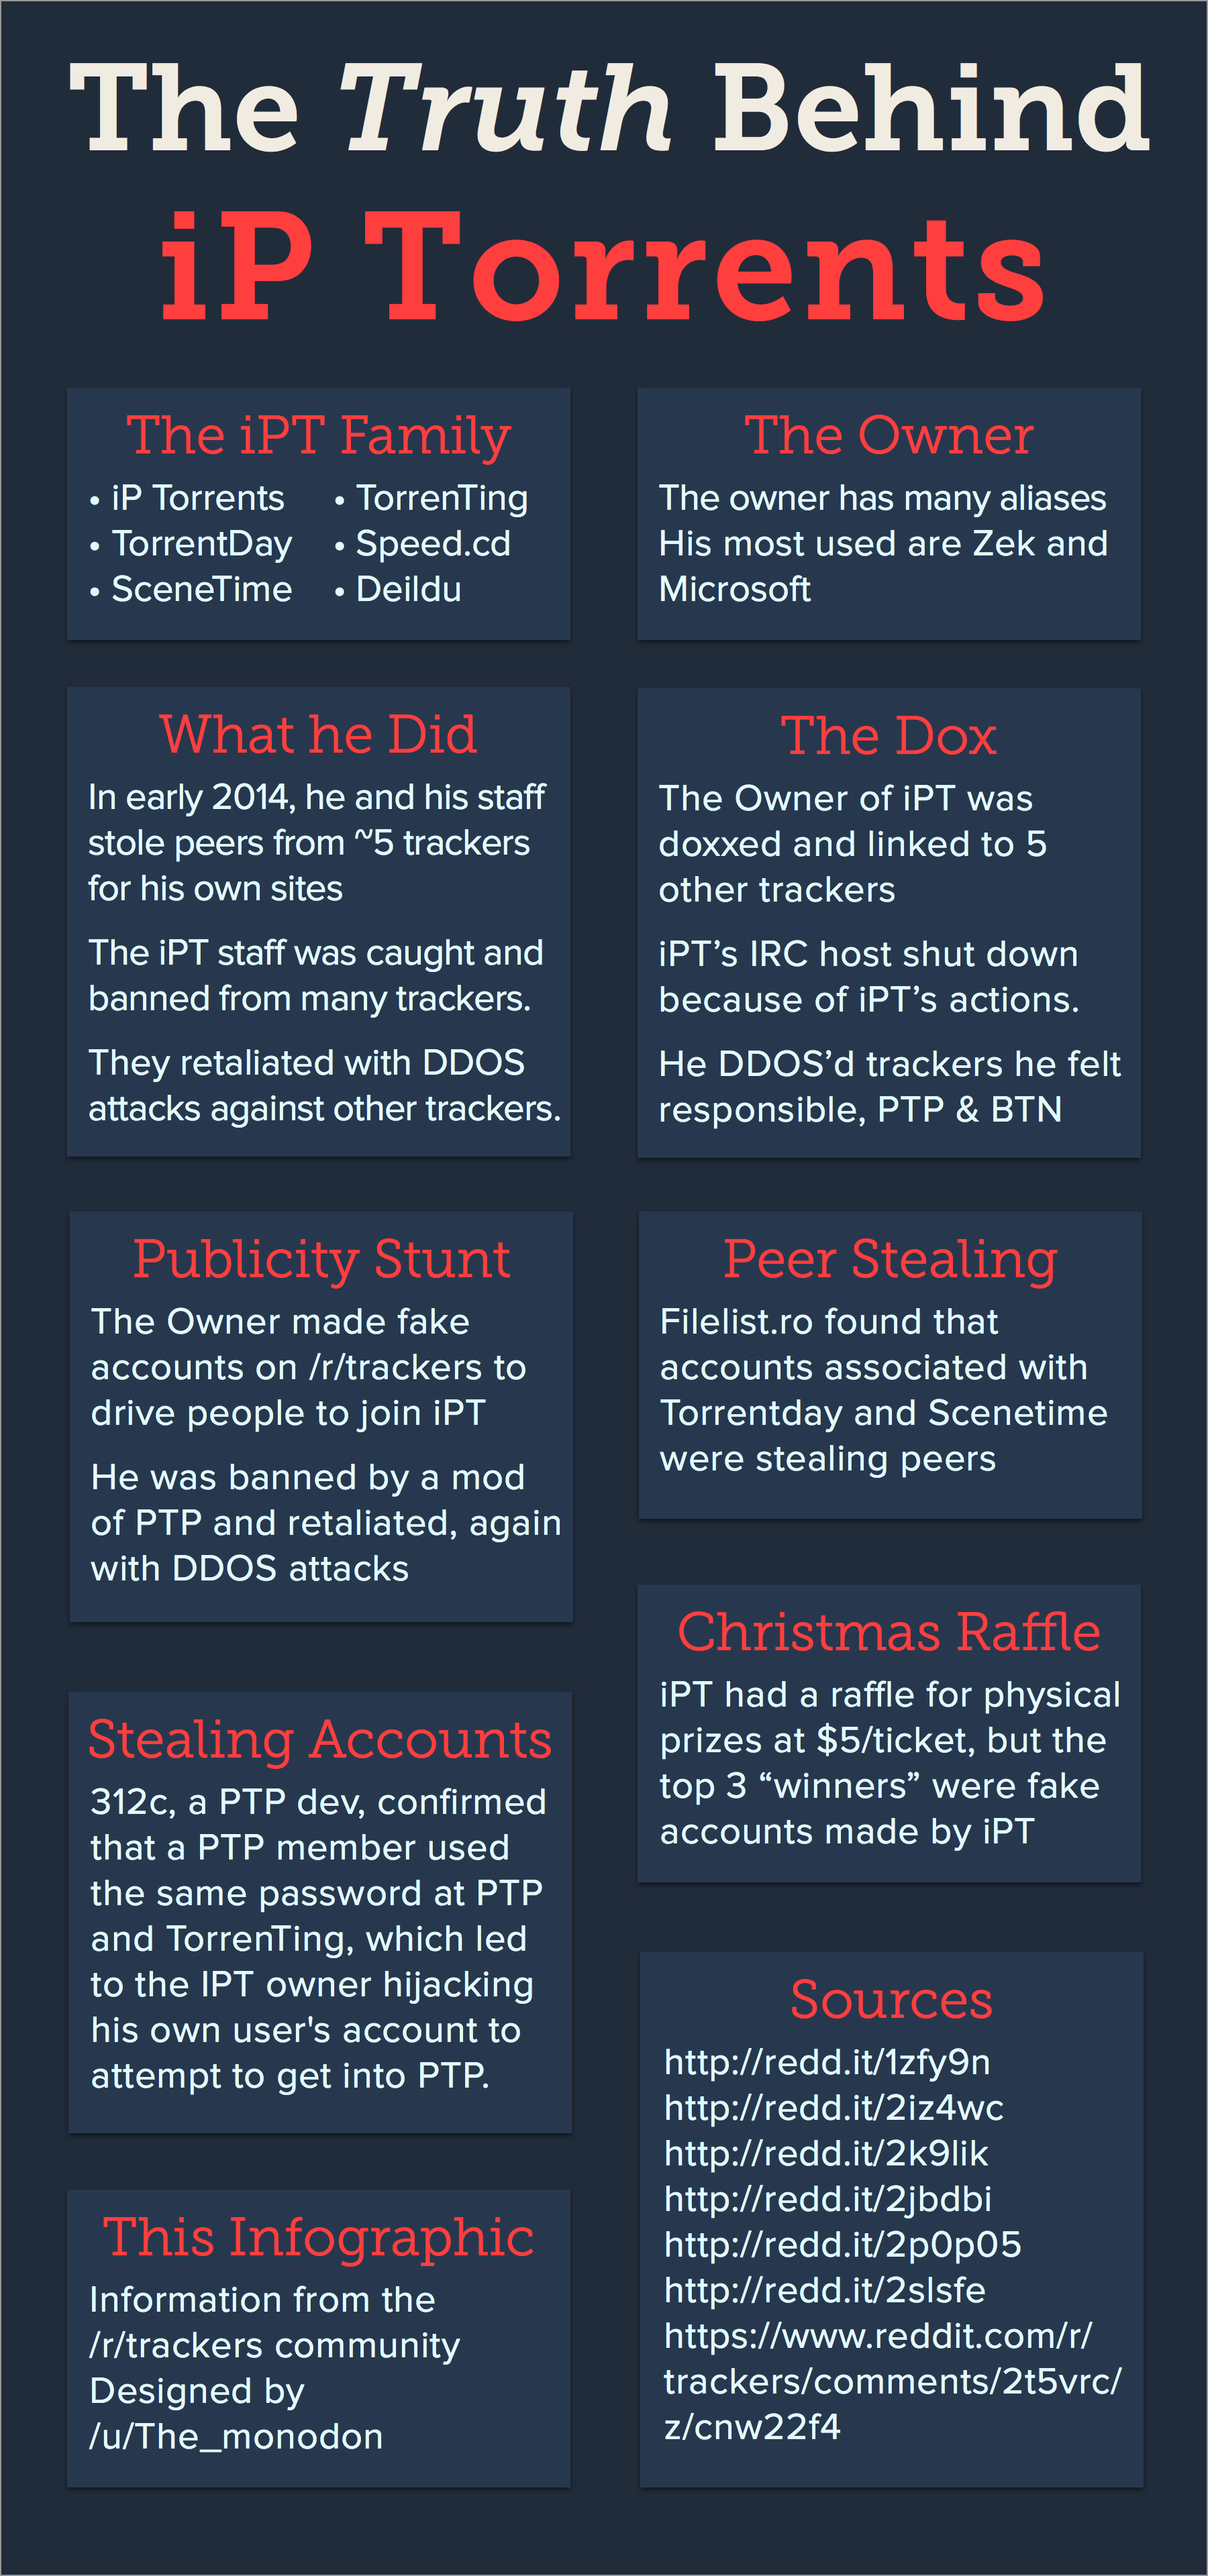 The Truth Behind
iP Torrents
The iPT Family
• iP Torrents
• TorrentDay
• SceneTime
• TorrenTing
• Speed.cd
• Deildu
The Owner
The owner has many aliases
His most used are Zek and
Microsoft
What he Did
In early 2014, he and his staff
stole peers from ~5 trackers
for his own sites
The iPT staff was caught and
banned from many trackers.
They retaliated with DDOS
attacks against other trackers.
The Dox
The Owner of iPT was
doxxed and linked to 5
other trackers
iPT’s IRC host shut down
because of iPT’s actions.
He DDOS’d trackers he felt
responsible, PTP & BTN
Publicity Stunt
The Owner made fake
accounts on /r/trackers to
drive people to join iPT
He was banned by a mod
of PTP and retaliated, again
with DDOS attacks
Peer Stealing
Filelist.ro found that
accounts associated with
Torrentday and Scenetime
were stealing peers
Stealing Accounts
312c, a PTP dev, confirmed
that a PTP member used
the same password at PTP
and TorrenTing, which led
to the IPT owner hijacking
his own user's account to
attempt to get into PTP.
Christmas Raffle
iPT had a raffle for physical
prizes at $5/ticket, but the
top 3 “winners” were fake
accounts made by iPT
This Infographic
Information from the
/r/trackers community
Designed by
/u/The_monodon
Sources
http://redd.it/1zfy9n
http://redd.it/2iz4wc
http://redd.it/2k9lik
http://redd.it/2jbdbi
http://redd.it/2p0p05
http://redd.it/2slsfe
https://www.reddit.com/r/
trackers/comments/2t5vrc/
z/cnw22f4